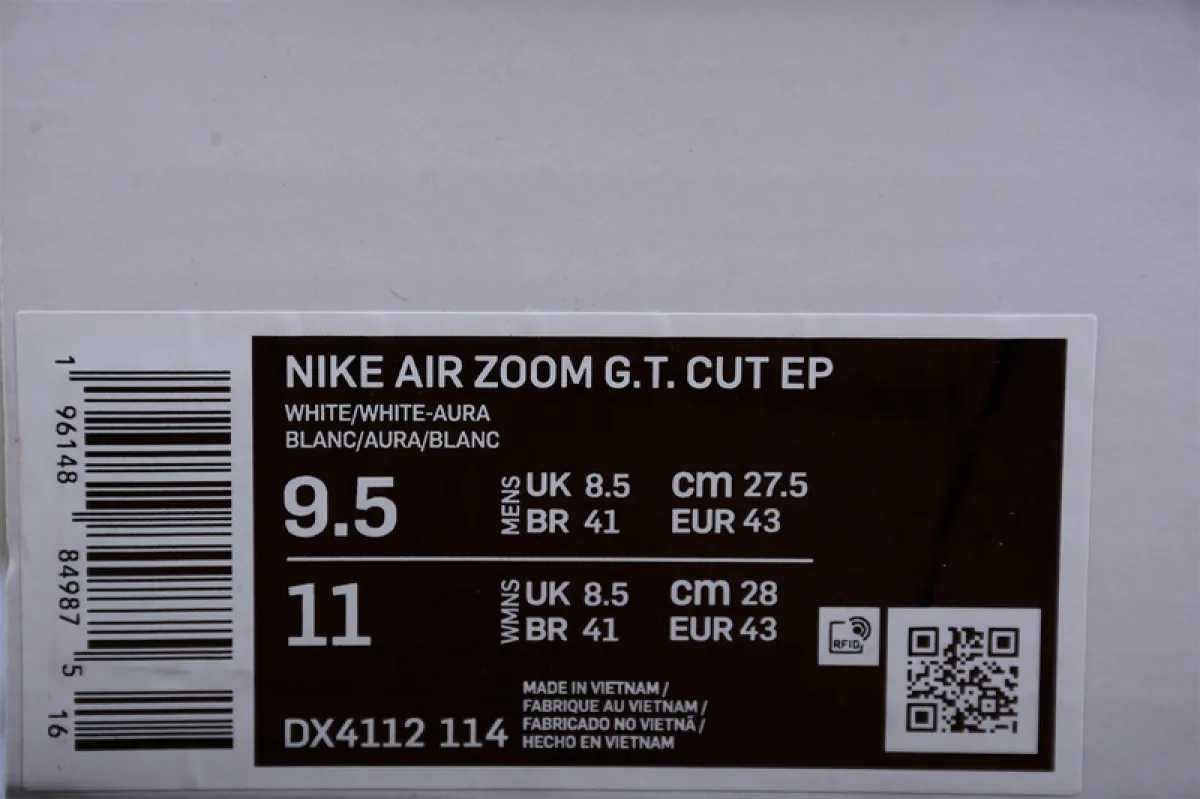 NIKE AIR ZOOM G.T. CUT EP
WHITE/WHITE-AURA
BLANC/AURA/BLANC
9.5
MENS
UK 8.5 cm 27.5
BR 41 EUR 43
11
WMNS
UK 8.5 cm 28
BR 41 EUR 43
RFID
MADE IN VIETNAM /
FABRIQUE AU VIETNAM /
FABRICADO NO VIETNÃ /
HECHO EN VIETNAM
DX4112 114
1 96148 84987 5 16